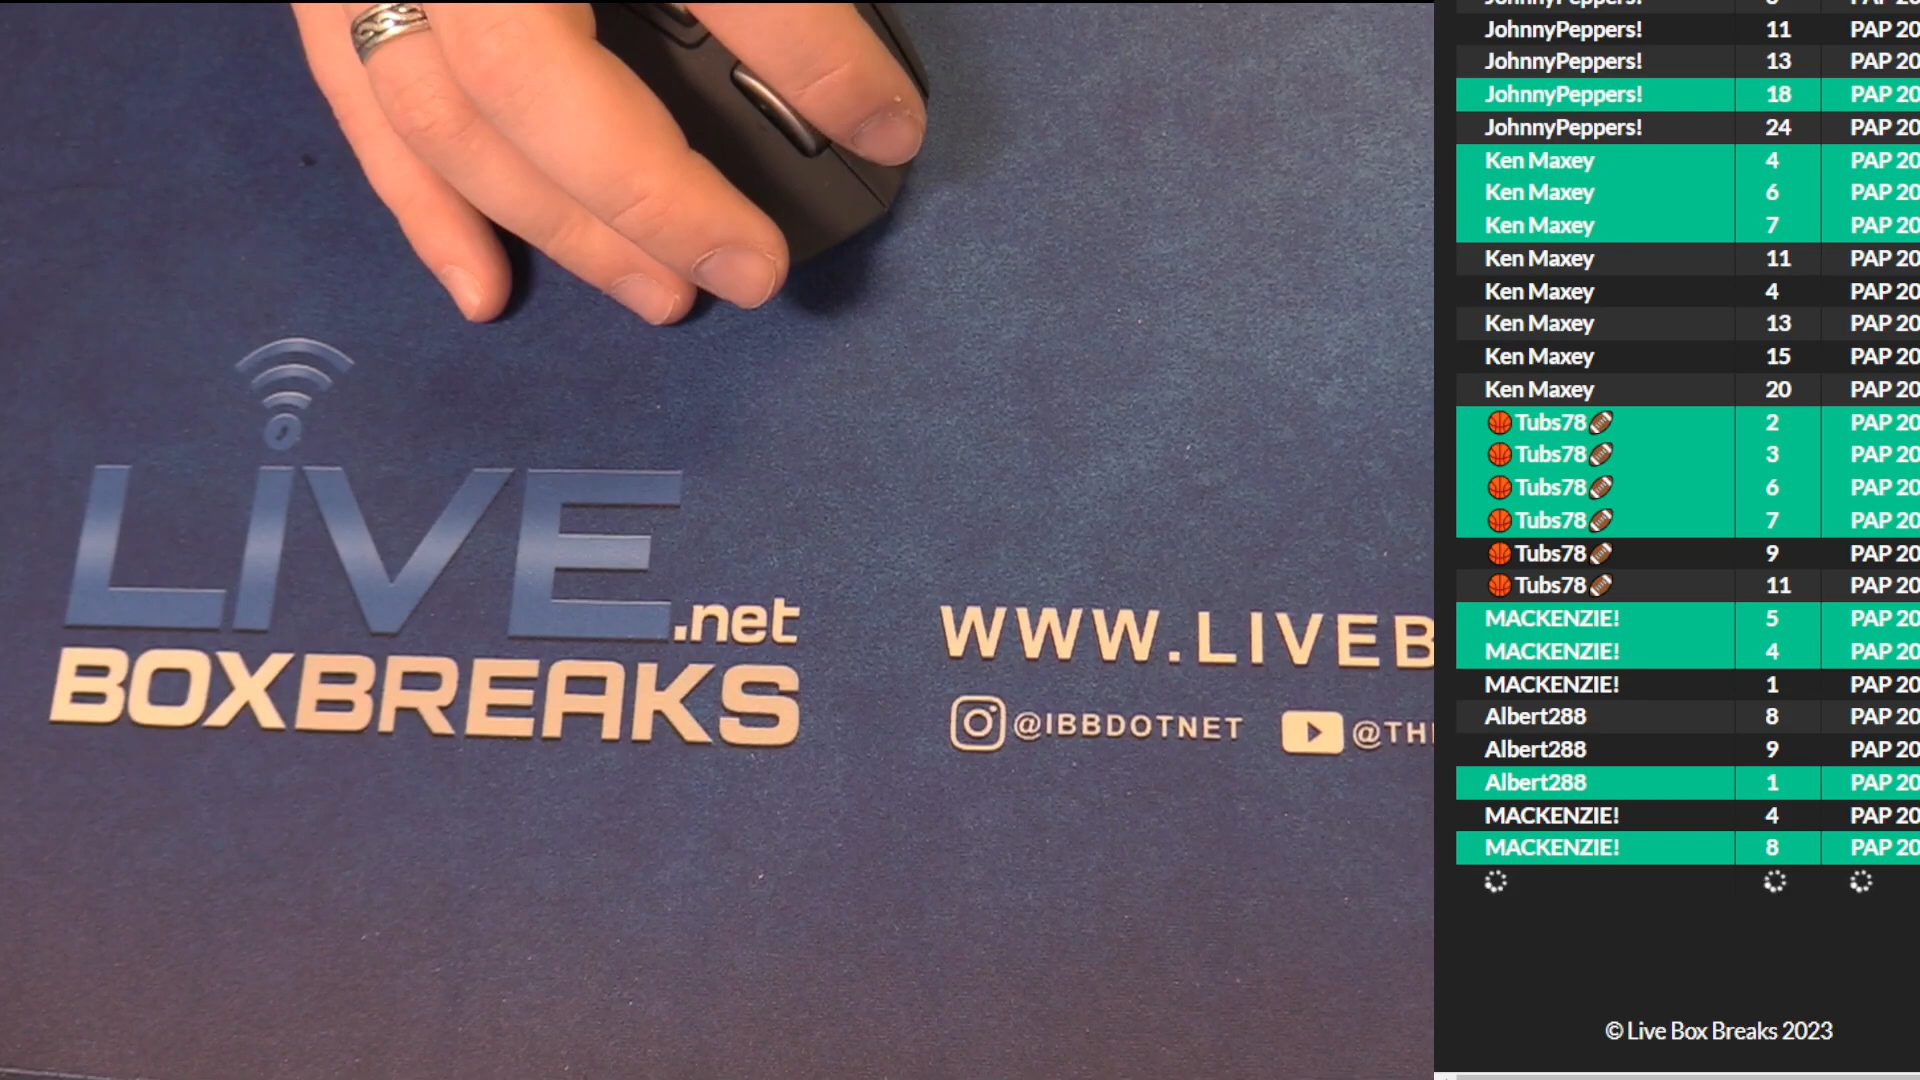 LIVE.net
BOXBREAKS
WWW.LIVEB
@IBBDOTNET @TH
JohnnyPeppers! 11 PAP 20
JohnnyPeppers! 13 PAP 20
JohnnyPeppers! 18 PAP 20
JohnnyPeppers! 24 PAP 20
Ken Maxey 4 PAP 20
Ken Maxey 6 PAP 20
Ken Maxey 7 PAP 20
Ken Maxey 11 PAP 20
Ken Maxey 4 PAP 20
Ken Maxey 13 PAP 20
Ken Maxey 15 PAP 20
Ken Maxey 20 PAP 20
🏀Tubs78🏈 2 PAP 20
🏀Tubs78🏈 3 PAP 20
🏀Tubs78🏈 6 PAP 20
🏀Tubs78🏈 7 PAP 20
🏀Tubs78🏈 9 PAP 20
🏀Tubs78🏈 11 PAP 20
MACKENZIE! 5 PAP 20
MACKENZIE! 4 PAP 20
MACKENZIE! 1 PAP 20
Albert288 8 PAP 20
Albert288 9 PAP 20
Albert288 1 PAP 20
MACKENZIE! 4 PAP 20
MACKENZIE! 8 PAP 20
© Live Box Breaks 2023